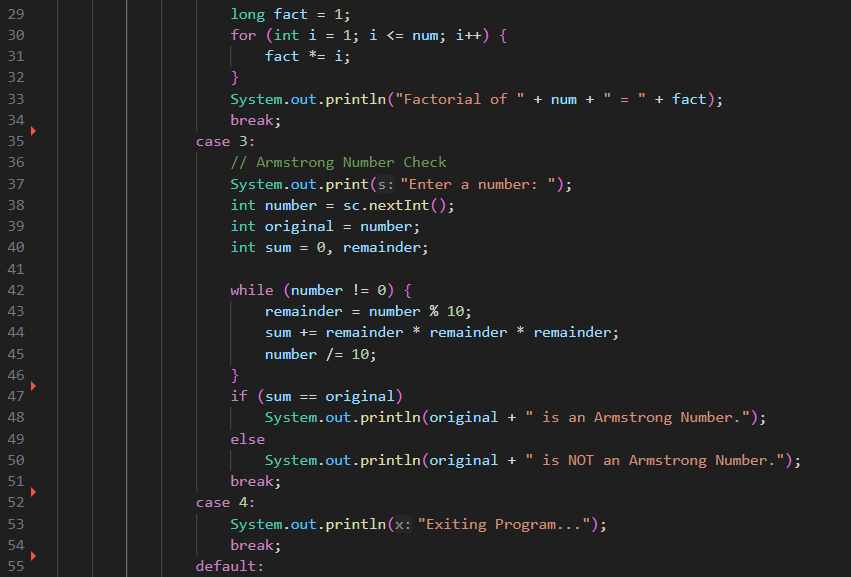 29 long fact = 1;
30 for (int i = 1; i <= num; i++) {
31 fact *= i;
32 }
33 System.out.println("Factorial of " + num + " = " + fact);
34 break;
35 case 3:
36 // Armstrong Number Check
37 System.out.print(s: "Enter a number: ");
38 int number = sc.nextInt();
39 int original = number;
40 int sum = 0, remainder;
41
42 while (number != 0) {
43 remainder = number % 10;
44 sum += remainder * remainder * remainder;
45 number /= 10;
46 }
47 if (sum == original)
48 System.out.println(original + " is an Armstrong Number.");
49 else
50 System.out.println(original + " is NOT an Armstrong Number.");
51 break;
52 case 4:
53 System.out.println(x: "Exiting Program...");
54 break;
55 default: